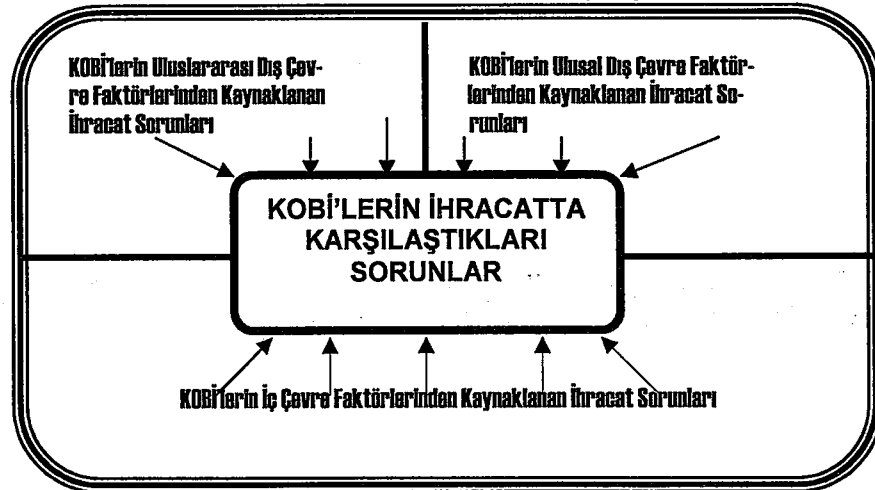 KOBİ'lerin Uluslararası Dış Çev-
re Faktörlerinden Kaynaklanan
İhracat Sorunları
KOBİ'lerin Ulusal Dış Çevre Faktör-
lerinden Kaynaklanan İhracat So-
runları
KOBİ'LERİN İHRACATTA
KARŞILAŞTIKLARI
SORUNLAR
KOBİ'lerin İç Çevre Faktörlerinden Kaynaklanan İhracat Sorunları